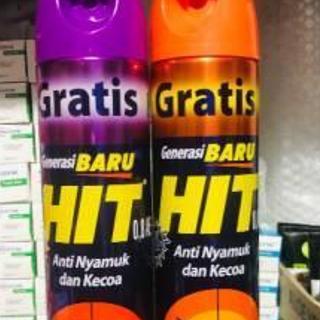 Gratis
Generasi BARU
HIT
Anti Nyamuk
dan Kecoa
Gratis
Generasi BARU
HIT
Anti Nyamuk
dan Kecoa